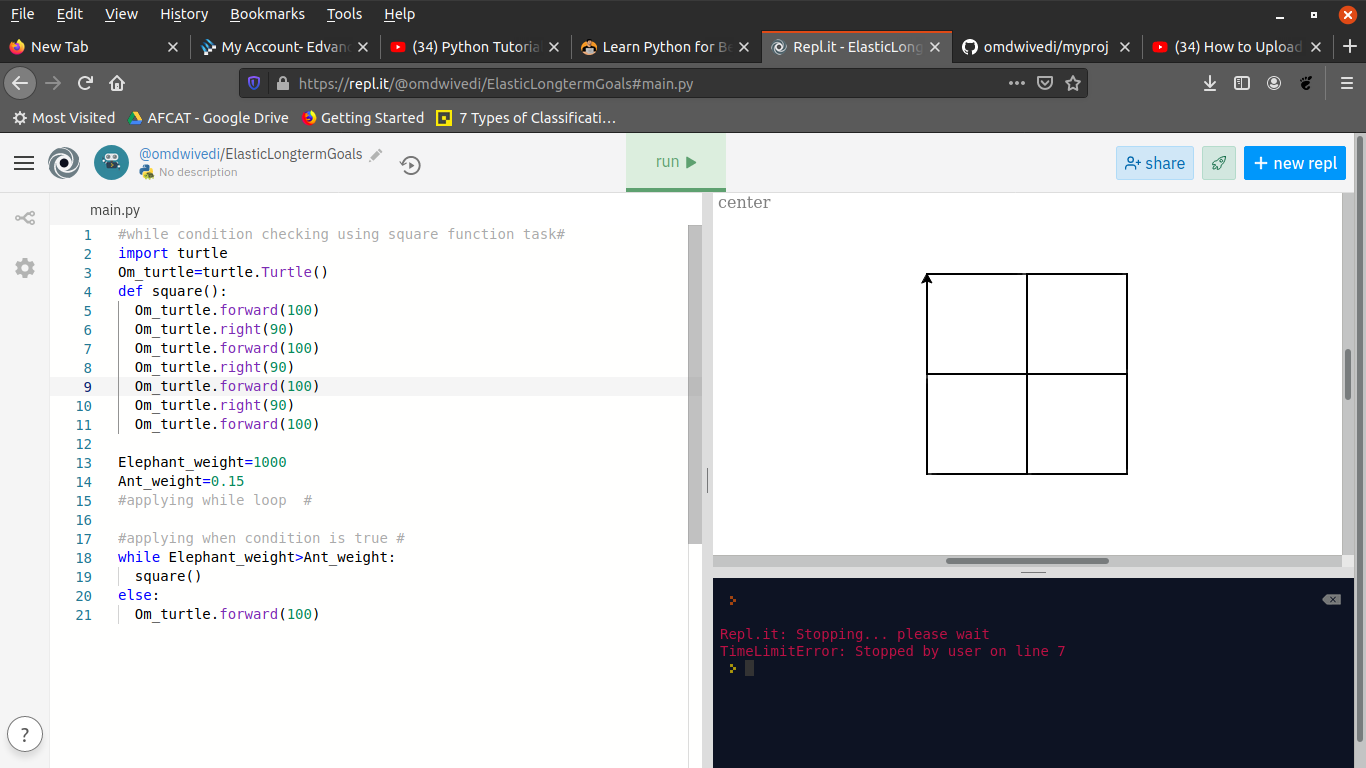 File Edit View History Bookmarks Tools Help
New Tab My Account- Edvan (34) Python Tutoria Learn Python for Be Repl.it - ElasticLong omdwivedi/myproj (34) How to Upload
https://repl.it/@omdwivedi/ElasticLongtermGoals#main.py
Most Visited AFCAT - Google Drive Getting Started 7 Types of Classificati…
@omdwivedi/ElasticLongtermGoals
No description
run
share
+ new repl
main.py
center
1 #while condition checking using square function task#
2 import turtle
3 Om_turtle=turtle.Turtle()
4 def square():
5 Om_turtle.forward(100)
6 Om_turtle.right(90)
7 Om_turtle.forward(100)
8 Om_turtle.right(90)
9 Om_turtle.forward(100)
10 Om_turtle.right(90)
11 Om_turtle.forward(100)
12
13 Elephant_weight=1000
14 Ant_weight=0.15
15 #applying while loop  #
16
17 #applying when condition is true #
18 while Elephant_weight>Ant_weight:
19 square()
20 else:
21 Om_turtle.forward(100)
Repl.it: Stopping... please wait
TimeLimitError: Stopped by user on line 7
?